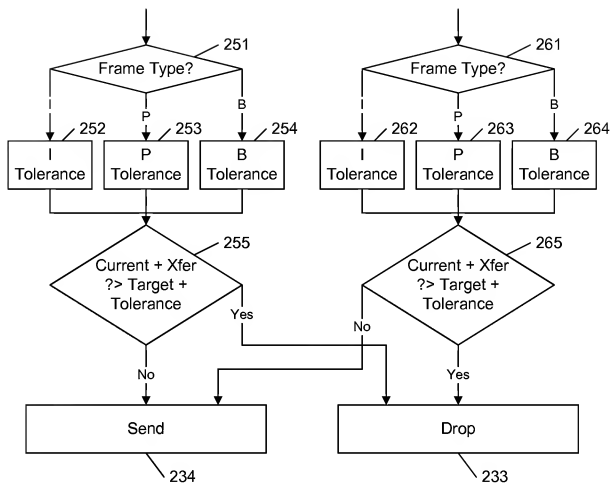 251
261
Frame Type?
Frame Type?
I
P
B
I
P
B
252
253
254
262
263
264
I
Tolerance
P
Tolerance
B
Tolerance
I
Tolerance
P
Tolerance
B
Tolerance
255
265
Current + Xfer
?> Target +
Tolerance
Current + Xfer
?> Target +
Tolerance
Yes
No
No
Yes
Send
Drop
234
233